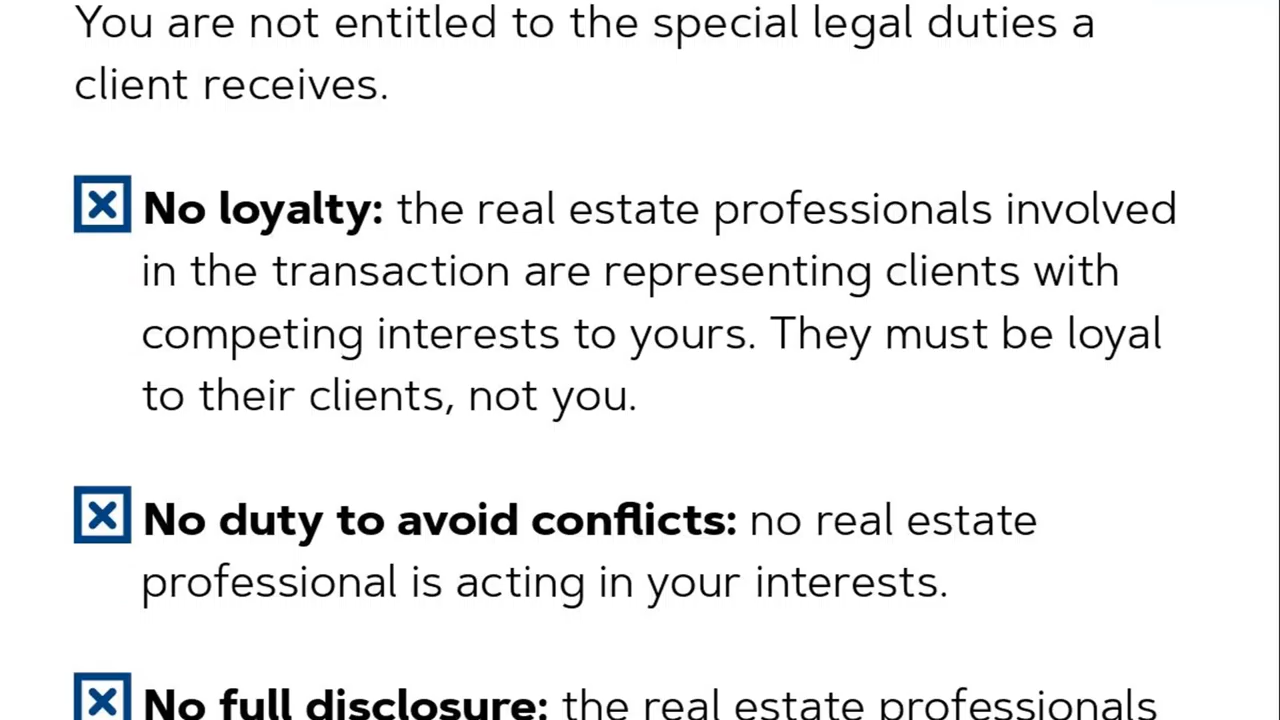 You are not entitled to the special legal duties a
client receives.
No loyalty: the real estate professionals involved
in the transaction are representing clients with
competing interests to yours. They must be loyal
to their clients, not you.
No duty to avoid conflicts: no real estate
professional is acting in your interests.
No full disclosure: the real estate professionals